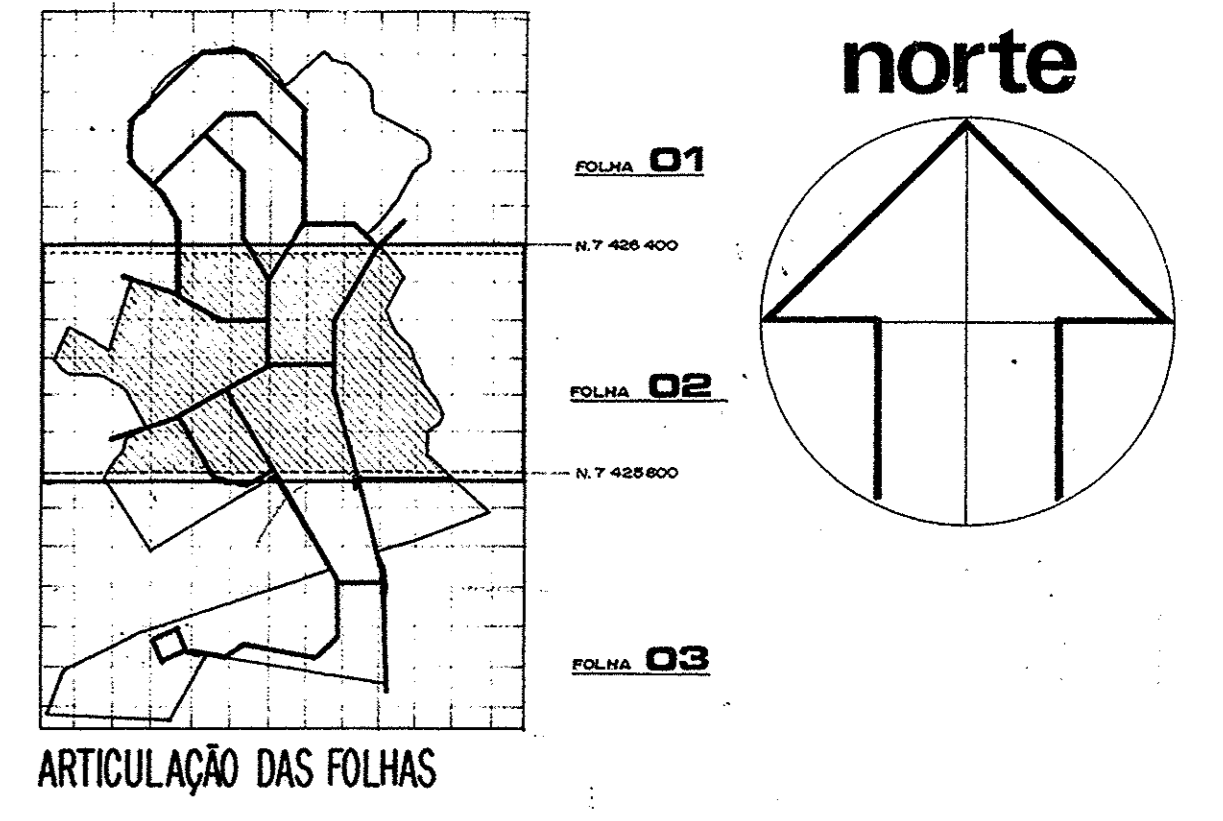 norte
FOLHA 01
N. 7 426 400
FOLHA 02
N. 7 425 800
FOLHA 03
ARTICULAÇÃO DAS FOLHAS